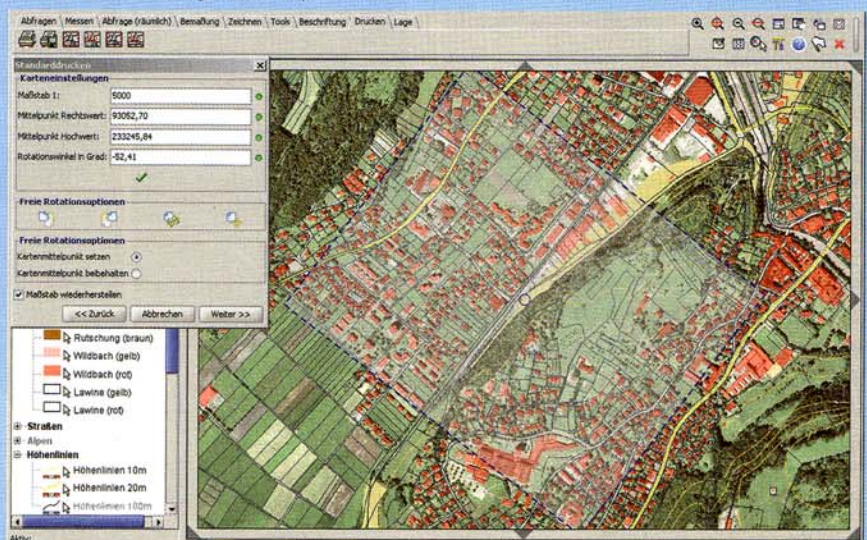 Abfragen \ Messen \ Abfrage (räumlich) \ Bemaßung \ Zeichnen \ Tools \ Beschriftung \ Drucken \ Lage \
Standarddrucken
Karteneinstellungen
Maßstab 1: 5000
Mittelpunkt Rechtswert: 93052,70
Mittelpunkt Hochwert: 233245,84
Rotationswinkel in Grad: -52,41
Freie Rotationsoptionen
Freie Rotationsoptionen
Kartenmittelpunkt setzen
Kartenmittelpunkt beibehalten
Maßstab wiederherstellen
<< Zurück Abbrechen Weiter >>
Rutschung (braun)
Wildbach (gelb)
Wildbach (rot)
Lawine (gelb)
Lawine (rot)
Straßen
Alpen
Höhenlinien
Höhenlinien 10m
Höhenlinien 20m
Höhenlinien 100m
Aktiv: